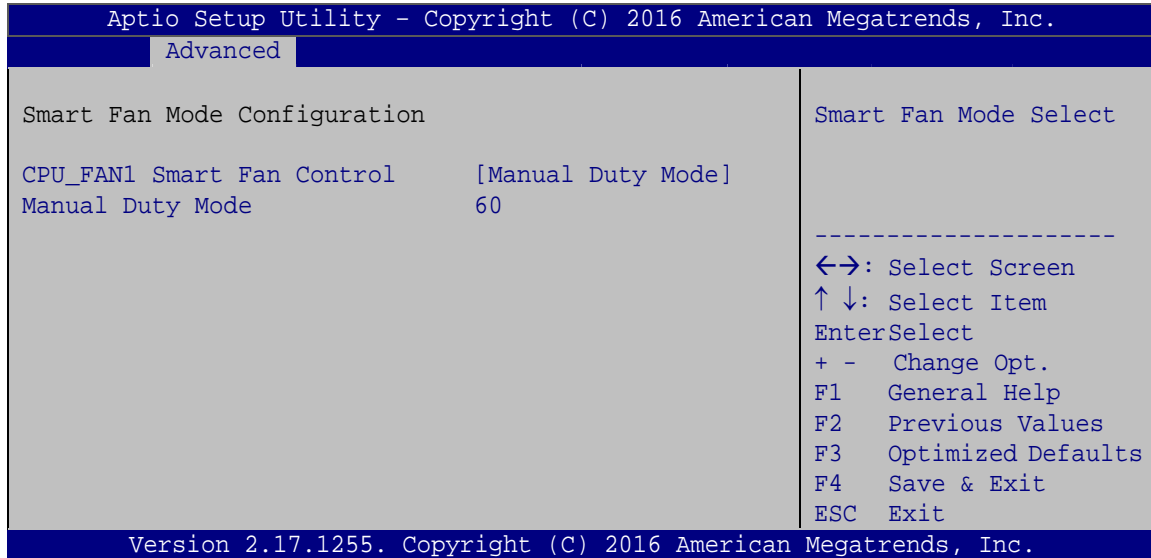 Aptio Setup Utility – Copyright (C) 2016 American Megatrends, Inc.
Advanced
Smart Fan Mode Configuration
CPU_FAN1 Smart Fan Control [Manual Duty Mode]
Manual Duty Mode 60
Smart Fan Mode Select
----------------------
←→: Select Screen
↑ ↓: Select Item
EnterSelect
+ - Change Opt.
F1 General Help
F2 Previous Values
F3 Optimized Defaults
F4 Save & Exit
ESC Exit
Version 2.17.1255. Copyright (C) 2016 American Megatrends, Inc.